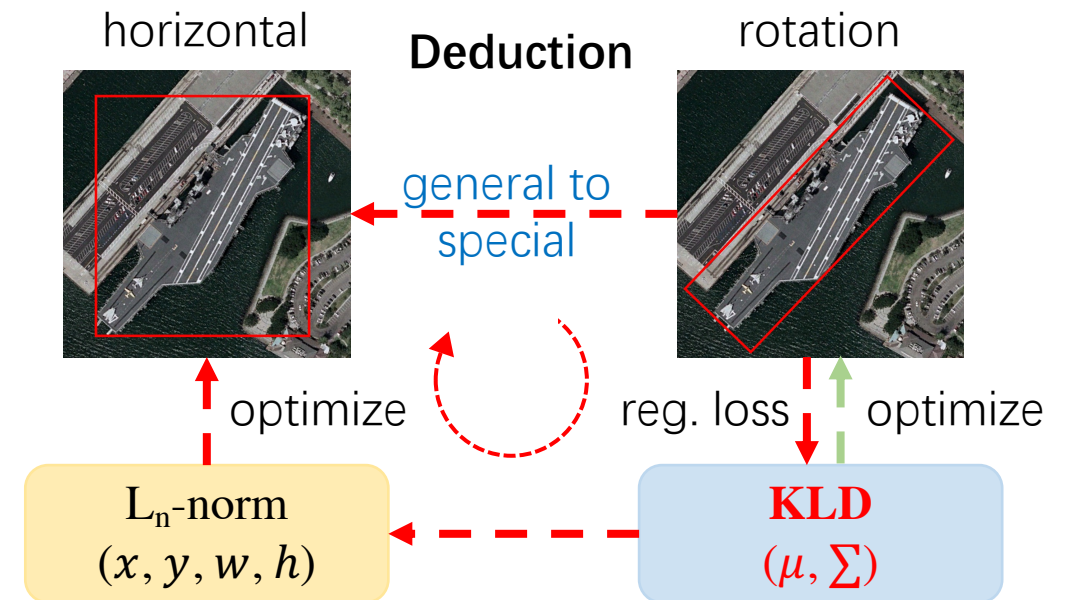 horizontal
Deduction
rotation
general to
special
optimize
reg. loss
optimize
Lₙ-norm
(x, y, w, h)
KLD
(μ, ∑)